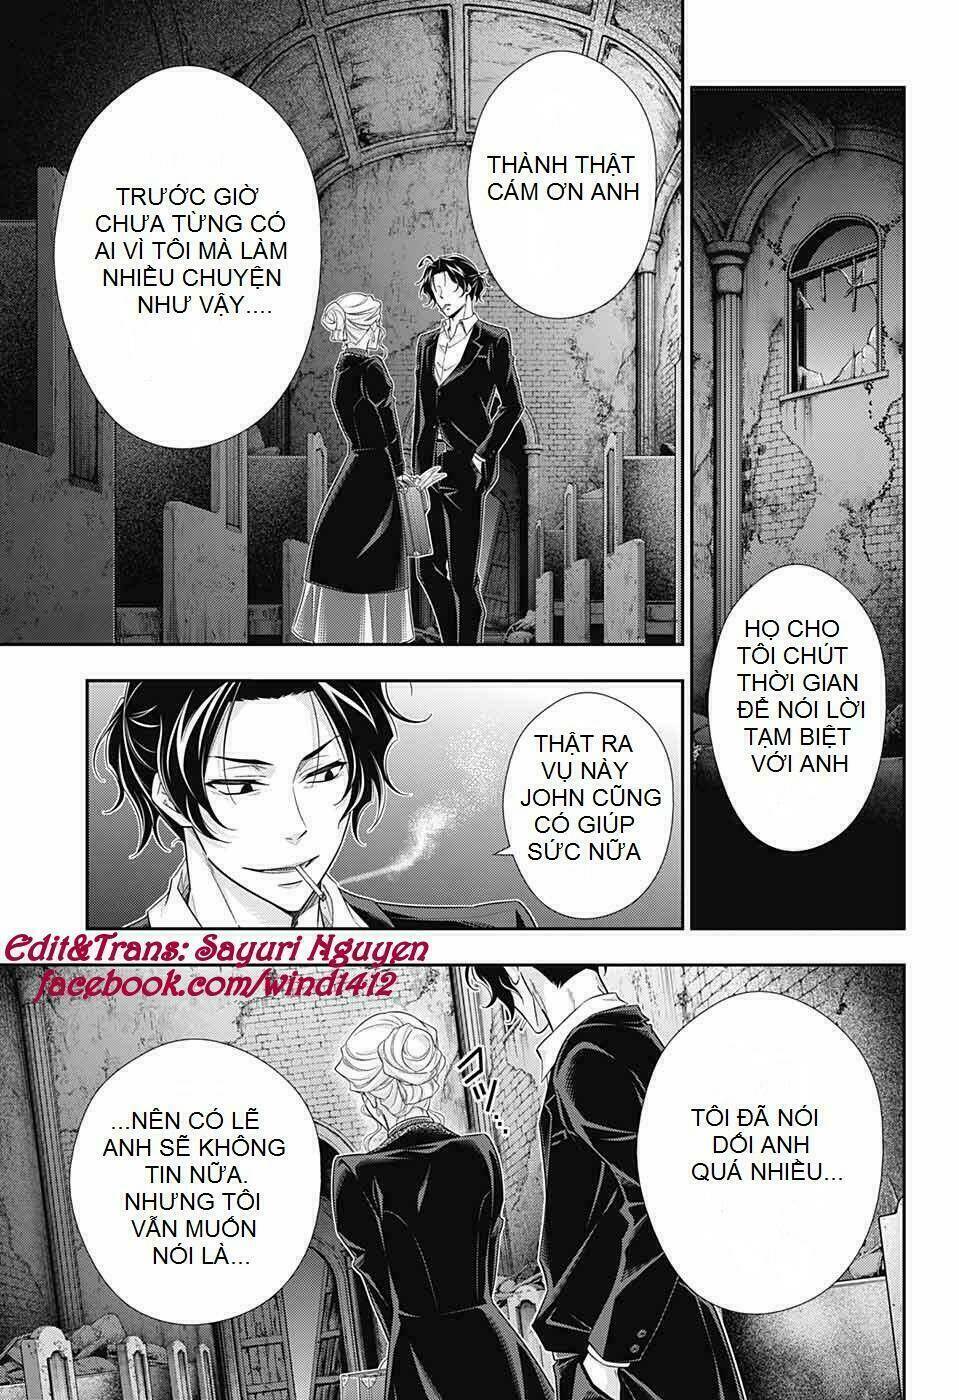 HỌ CHO
TÔI CHÚT
THỜI GIAN
ĐỂ NÓI LỜI
TẠM BIỆT
VỚI ANH
THÀNH THẬT
CÁM ƠN ANH
TRƯỚC GIỜ
CHƯA TỪNG CÓ
AI VÌ TÔI MÀ LÀM
NHIỀU CHUYỆN
NHƯ VẬY....
THẬT RA
VỤ NÀY
JOHN CŨNG
CÓ GIÚP
SỨC NỮA
Edit&Trans: Sayuri Nguyen
facebook.com/wind1412
TÔI ĐÃ NÓI
DỐI ANH
QUÁ NHIỀU...
...NÊN CÓ LẼ
ANH SẼ KHÔNG
TIN NỮA.
NHƯNG TÔI
VẪN MUỐN
NÓI LÀ...